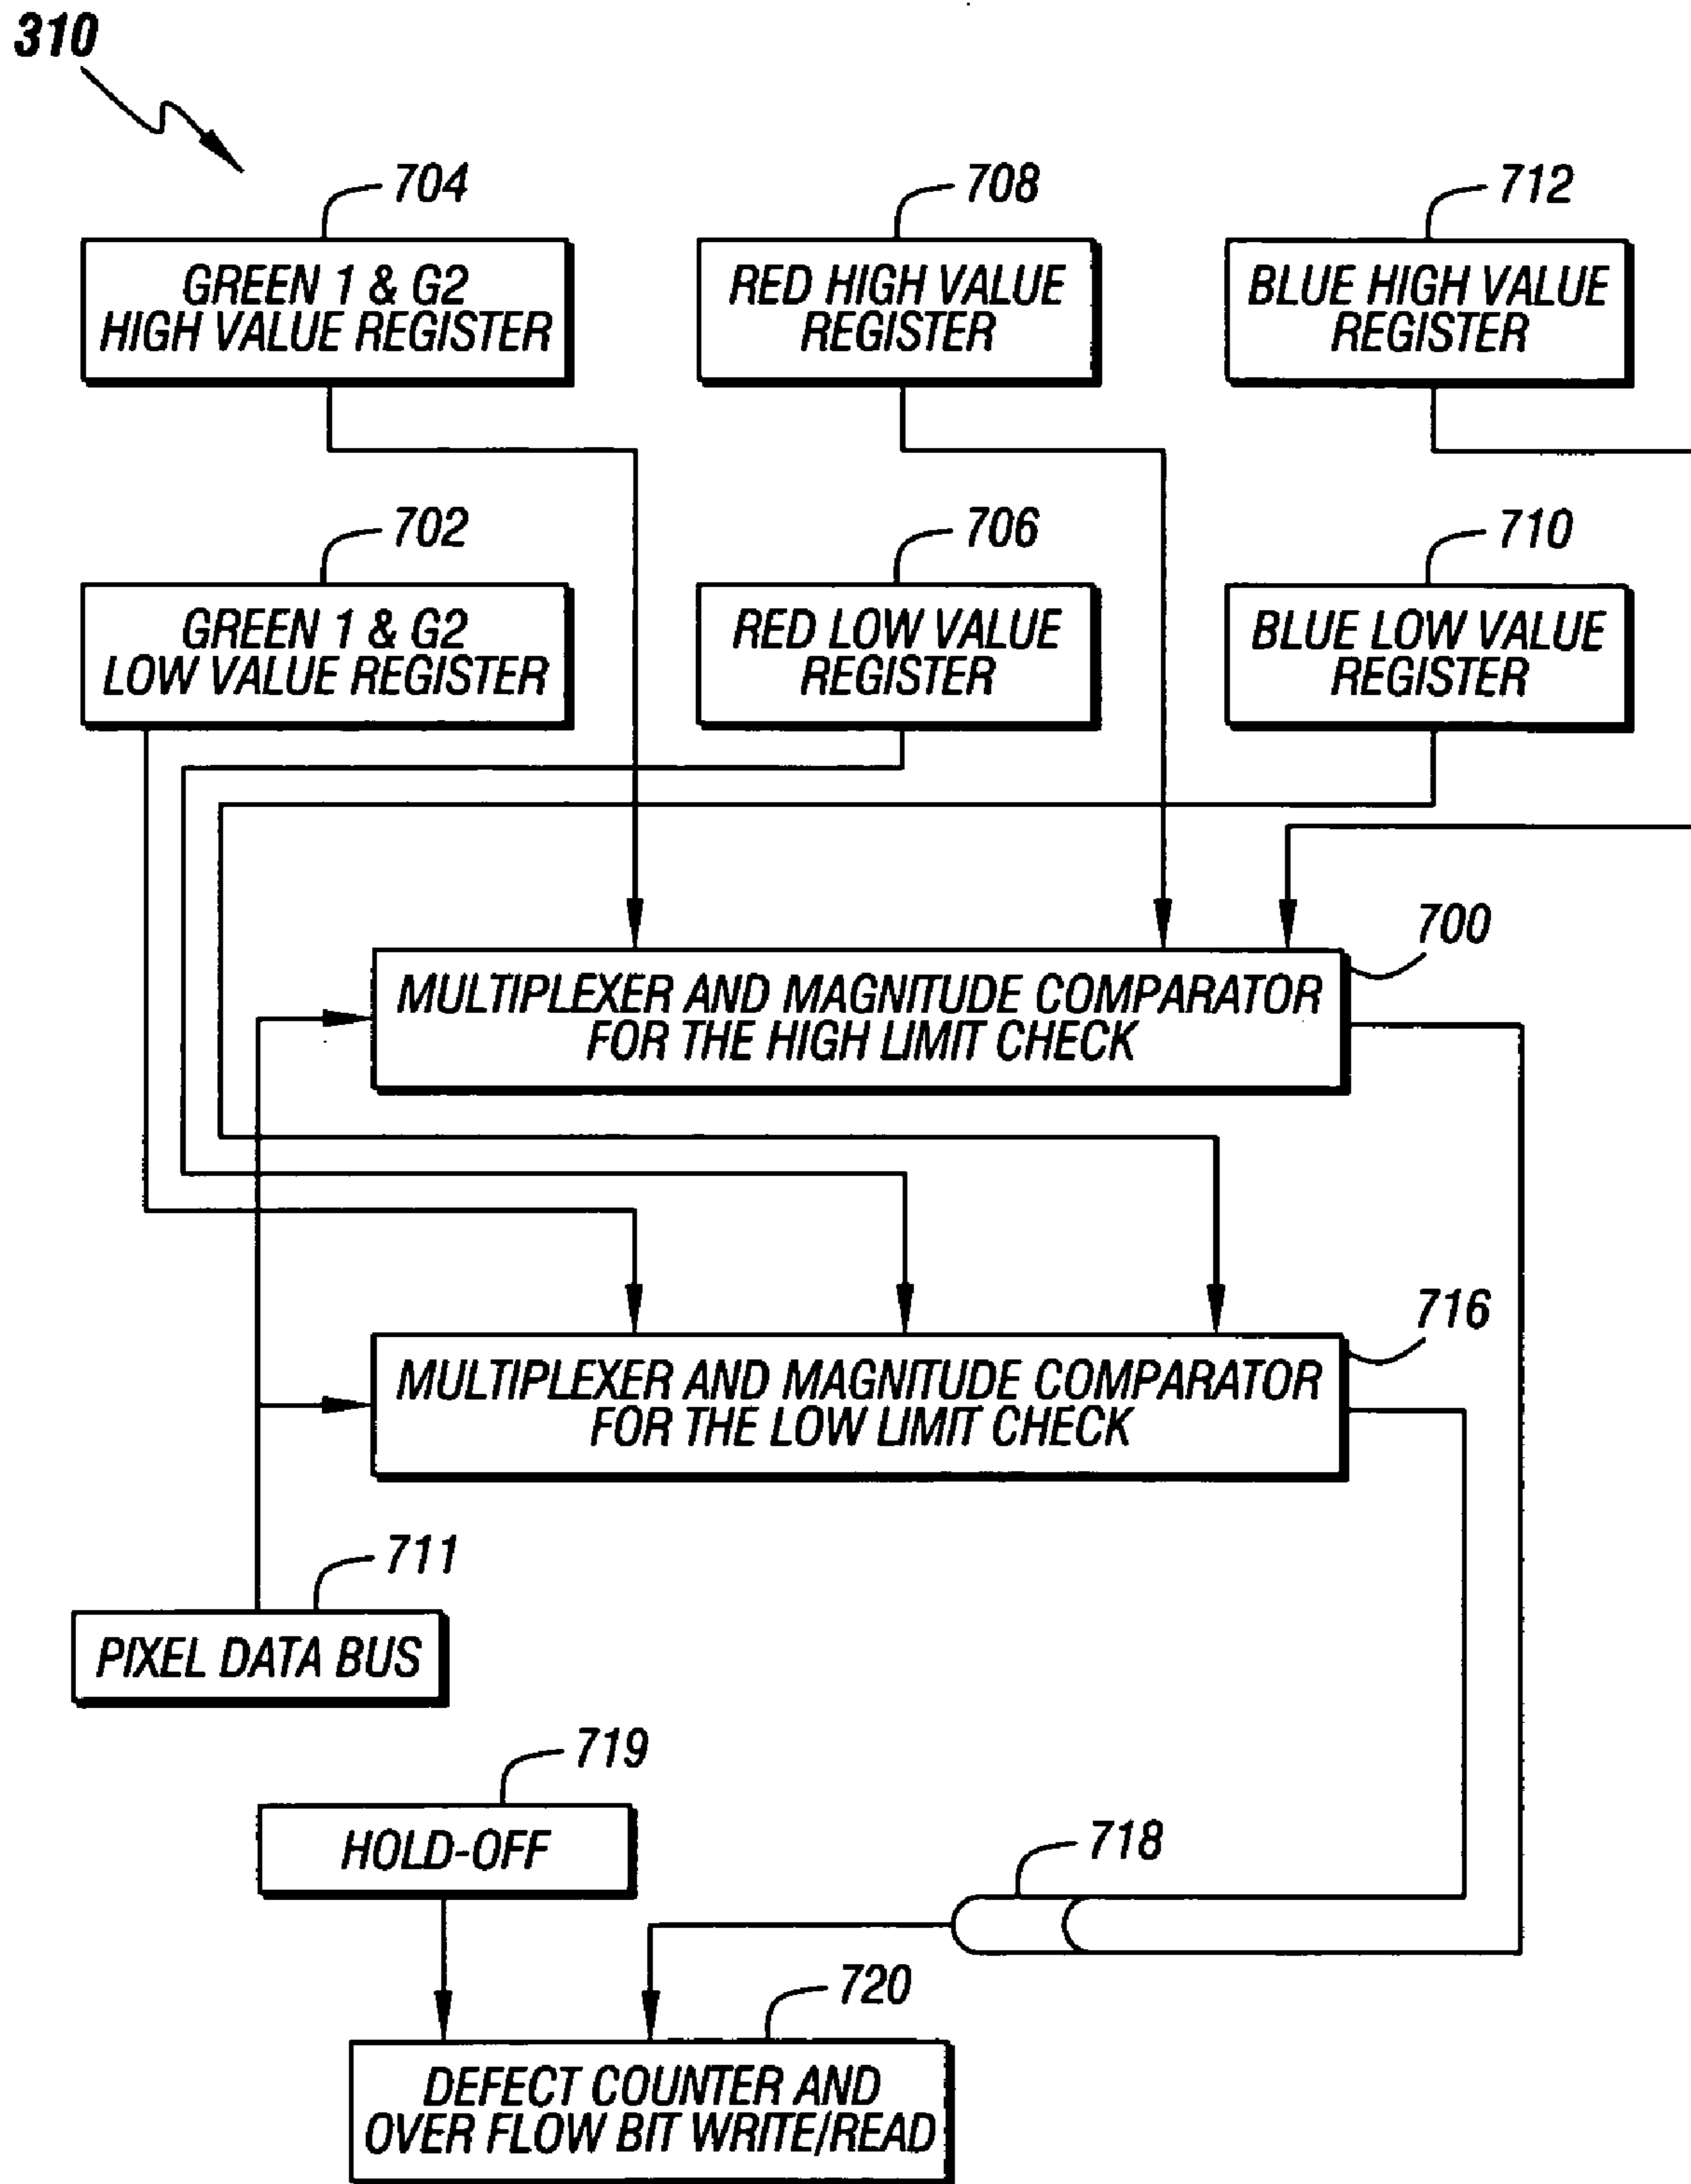 310
704
708
712
GREEN 1 & G2
HIGH VALUE REGISTER
RED HIGH VALUE
REGISTER
BLUE HIGH VALUE
REGISTER
702
706
710
GREEN 1 & G2
LOW VALUE REGISTER
RED LOW VALUE
REGISTER
BLUE LOW VALUE
REGISTER
700
MULTIPLEXER AND MAGNITUDE COMPARATOR
FOR THE HIGH LIMIT CHECK
716
MULTIPLEXER AND MAGNITUDE COMPARATOR
FOR THE LOW LIMIT CHECK
711
PIXEL DATA BUS
719
HOLD-OFF
718
720
DEFECT COUNTER AND
OVER FLOW BIT WRITE/READ